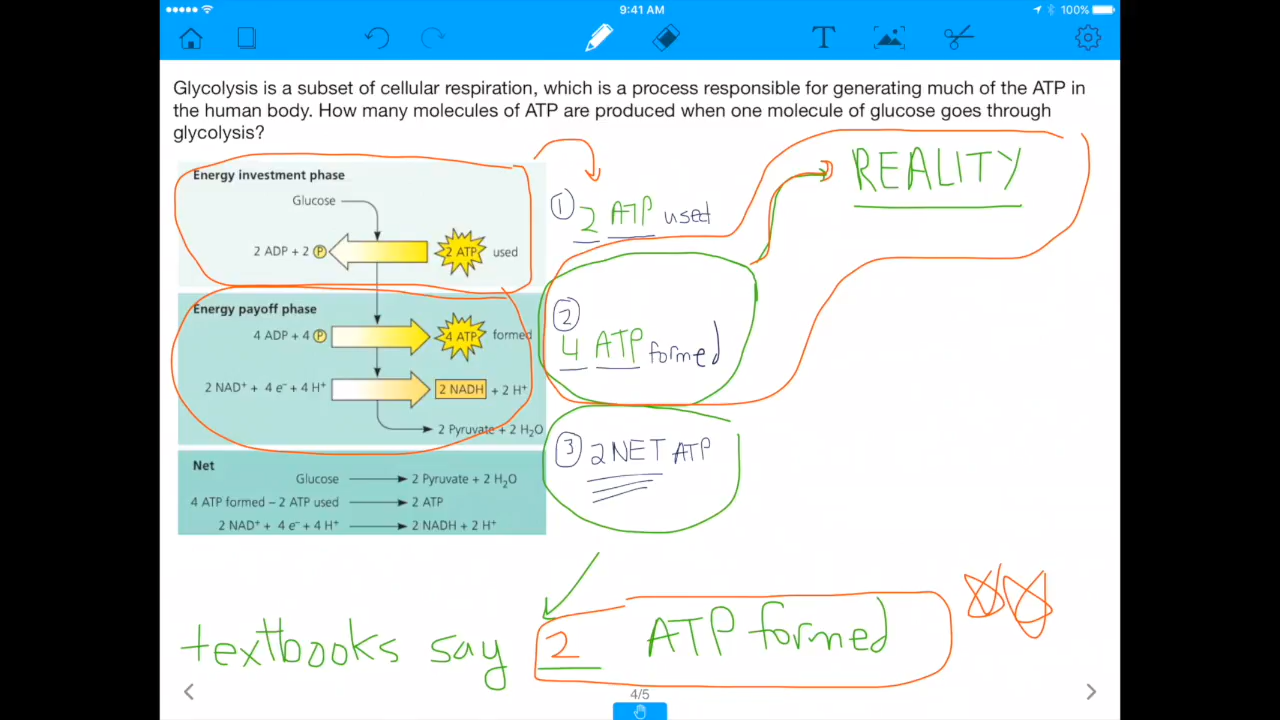 9:41 AM
100%
T
Glycolysis is a subset of cellular respiration, which is a process responsible for generating much of the ATP in
the human body. How many molecules of ATP are produced when one molecule of glucose goes through
glycolysis?
Energy investment phase
Glucose
2 ADP + 2 P
2 ATP used
Energy payoff phase
4 ADP + 4 P
4 ATP formed
2 NAD⁺ + 4 e⁻ + 4 H⁺
2 NADH + 2 H⁺
2 Pyruvate + 2 H₂O
Net
Glucose → 2 Pyruvate + 2 H₂O
4 ATP formed – 2 ATP used → 2 ATP
2 NAD⁺ + 4 e⁻ + 4 H⁺ → 2 NADH + 2 H⁺
① 2 ATP used
②
4 ATP formed
③ 2 NET ATP
REALITY
textbooks say 2 ATP formed
4/5